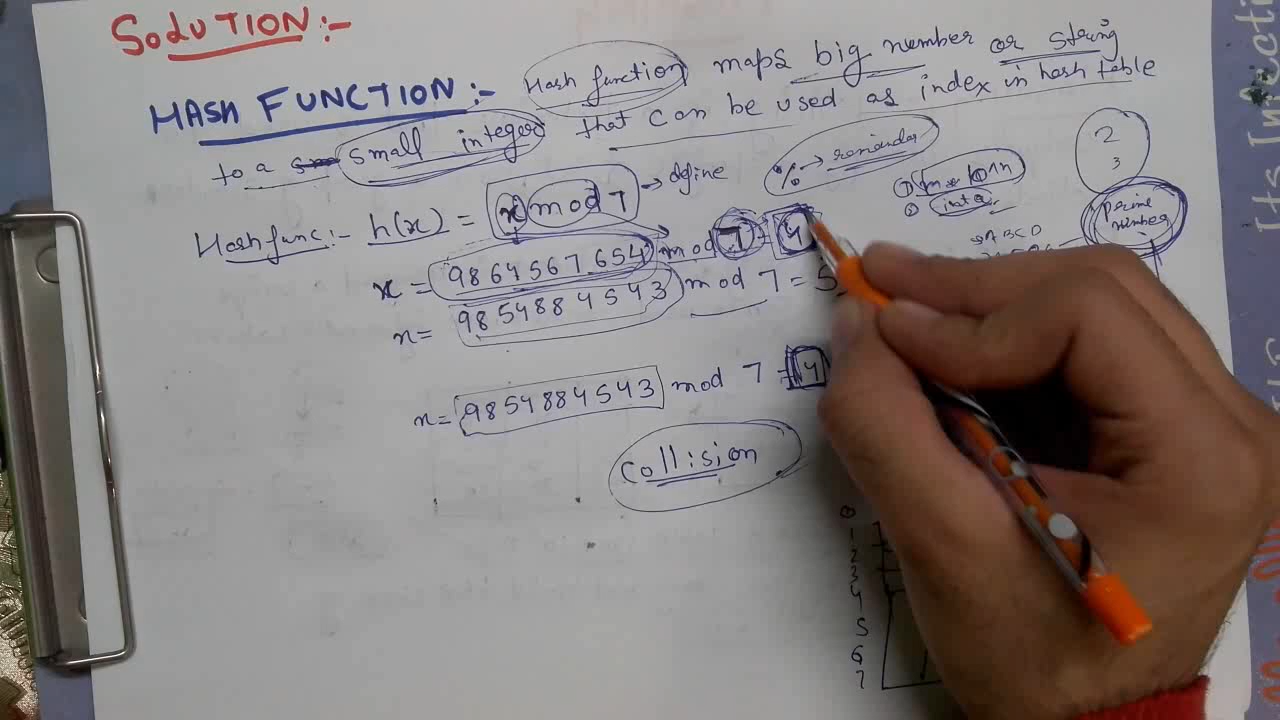 SOLUTION:-
HASH FUNCTION:- Hash function maps big number or string
to a small integer that can be used as index in hash table
% → remainder
Hash func:- h(x) = x mod 7 → define
x = 9864567654 mod 7 = 4
x = 9854884543 mod 7 = 5
x = 9854884543 mod 7 = 4
Collision
2
3
prime
number
→ ABCD
0
1
2
3
4
5
6
7